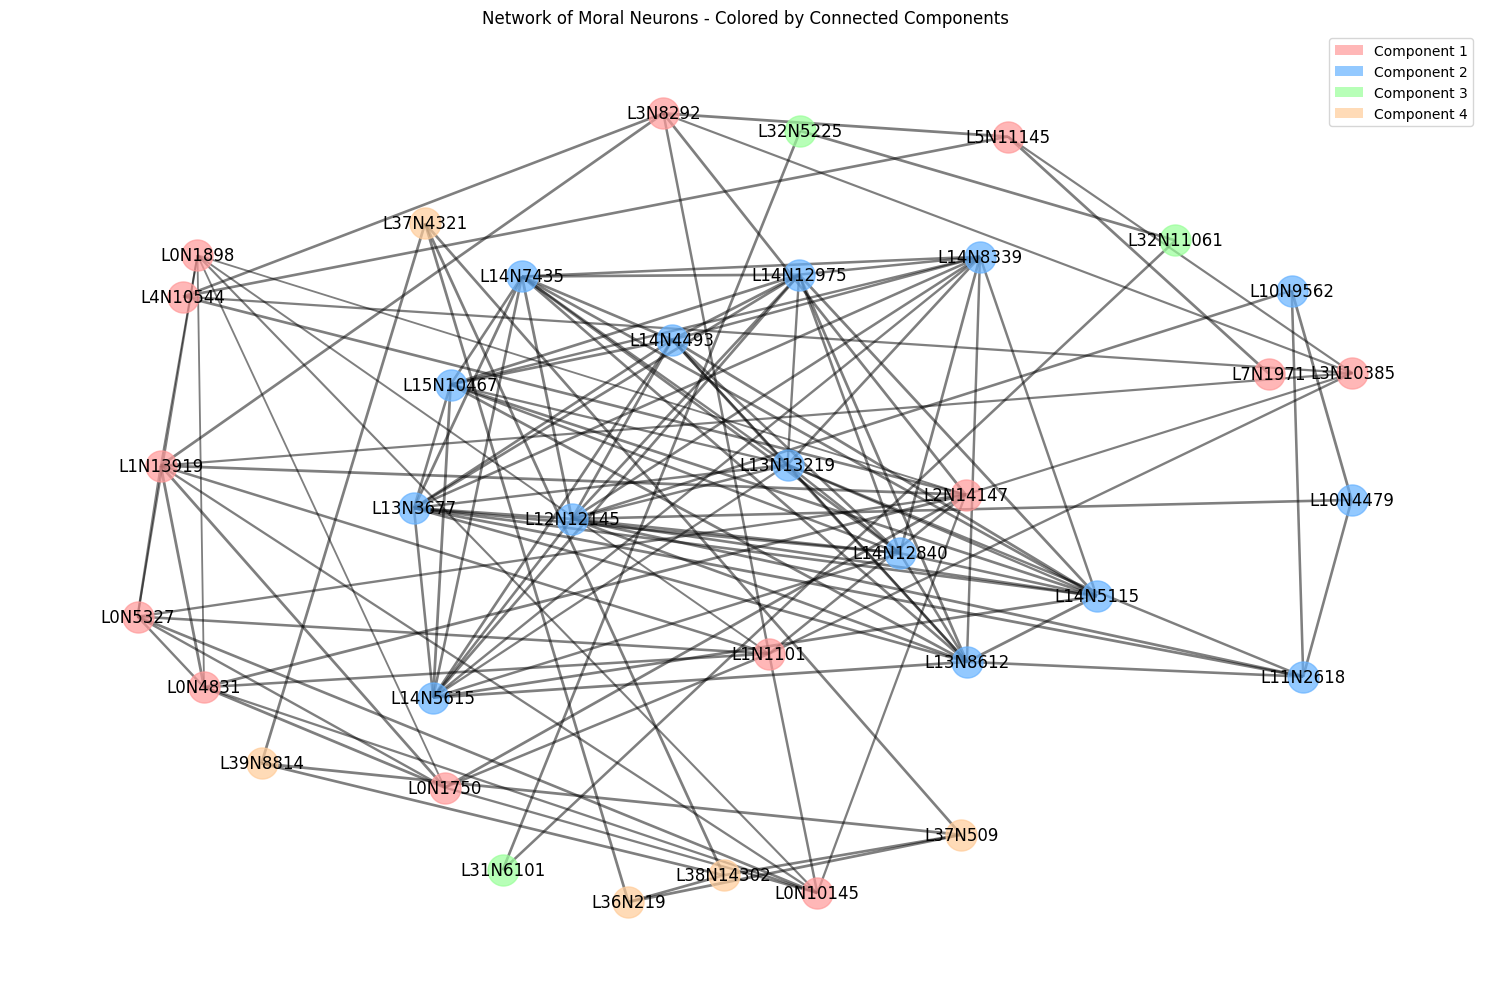 Network of Moral Neurons - Colored by Connected Components
Component 1
Component 2
Component 3
Component 4
L3N8292
L32N5225
L5N11145
L37N4321
L32N11061
L0N1898
L14N8339
L14N7435
L14N12975
L4N10544
L10N9562
L14N4493
L7N1971
L3N10385
L15N10467
L1N13919
L13N13219
L2N14147
L10N4479
L13N3677
L12N12145
L14N12840
L14N5115
L0N5327
L1N1101
L13N8612
L11N2618
L0N4831
L14N5615
L39N8814
L0N1750
L37N509
L31N6101
L38N14302
L0N10145
L36N219